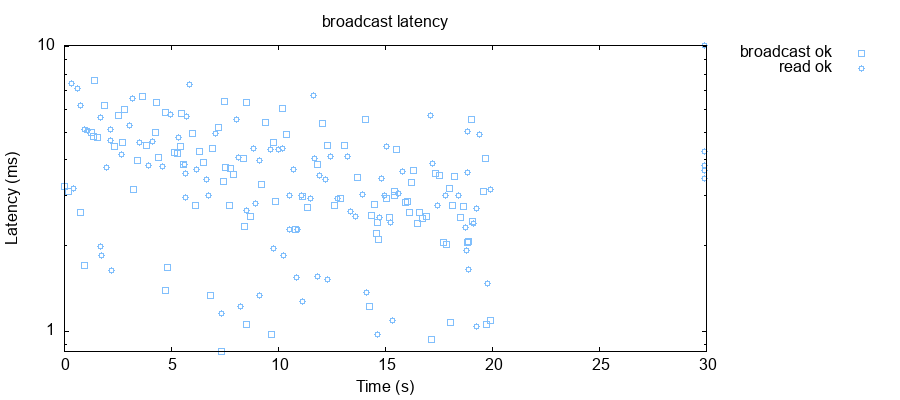 broadcast latency
10
1
Latency (ms)
0 5 10 15 20 25 30
Time (s)
broadcast ok
read ok